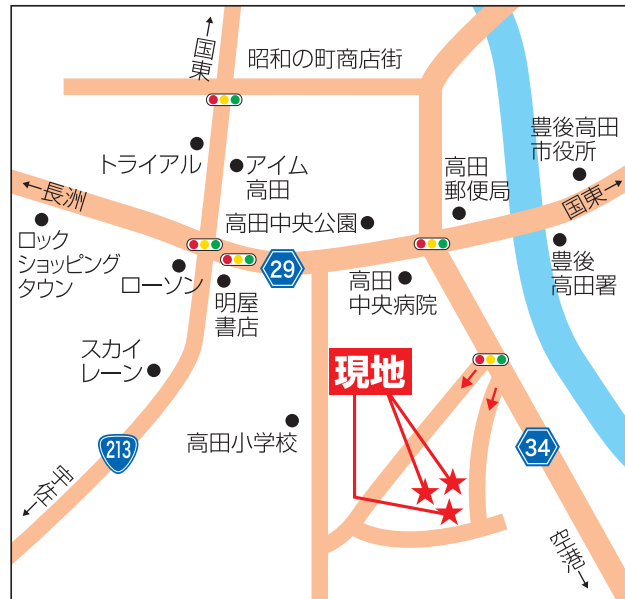 国東
昭和の町商店街
トライアル
アイム
高田
高田
郵便局
豊後高田
市役所
長洲
高田中央公園
国東
ロック
ショッピング
タウン
ローソン
29
明屋
書店
高田
中央病院
豊後
高田署
スカイ
レーン
現地
高田小学校
213
34
宇佐
空港